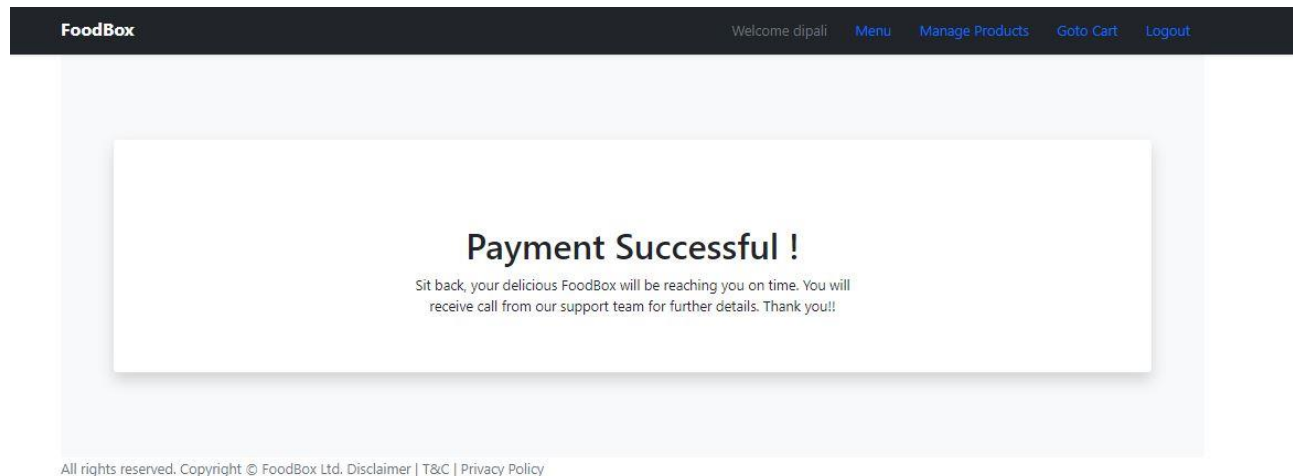 FoodBox Welcome dipali Menu Manage Products Goto Cart Logout
Payment Successful !
Sit back, your delicious FoodBox will be reaching you on time. You will
receive call from our support team for further details. Thank you!!
All rights reserved. Copyright © FoodBox Ltd. Disclaimer | T&C | Privacy Policy